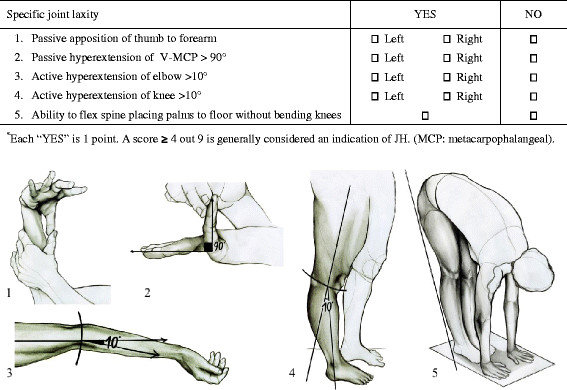 Specific joint laxity YES NO
1. Passive apposition of thumb to forearm Left Right
2. Passive hyperextension of V-MCP > 90° Left Right
3. Active hyperextension of elbow >10° Left Right
4. Active hyperextension of knee >10° Left Right
5. Ability to flex spine placing palms to floor without bending knees
*Each “YES” is 1 point. A score ≥ 4 out 9 is generally considered an indication of JH. (MCP: metacarpophalangeal).
1
2
90°
3
10°
4
10°
5